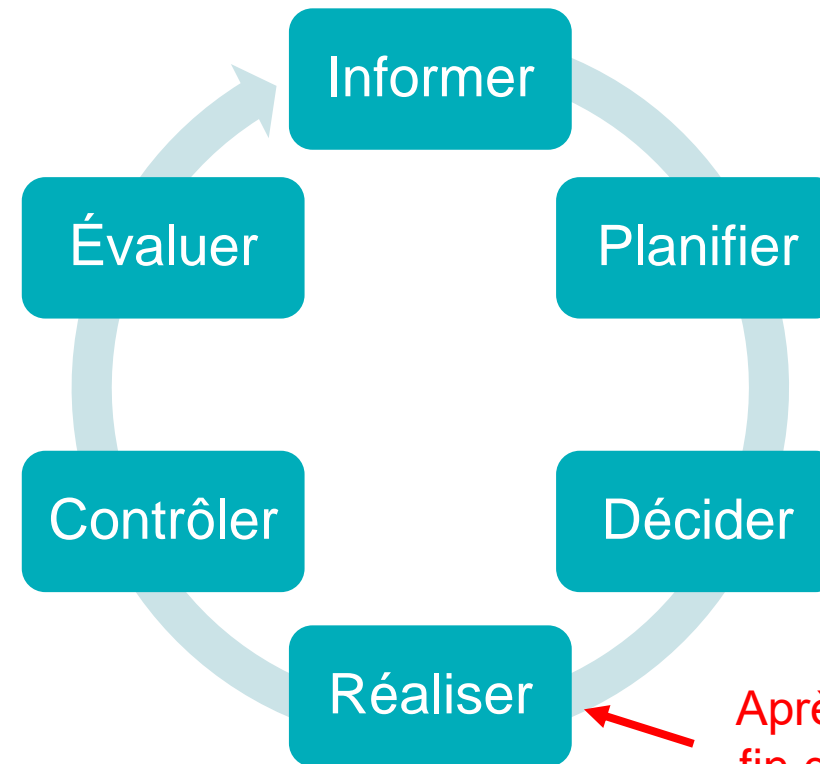 Informer
Planifier
Décider
Réaliser
Contrôler
Évaluer